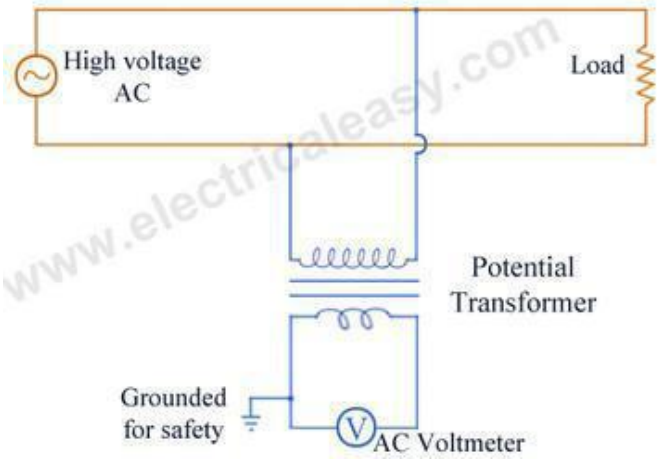 High voltage
AC
Load
www.electricaleasy.com
Potential
Transformer
Grounded
for safety
V
AC Voltmeter